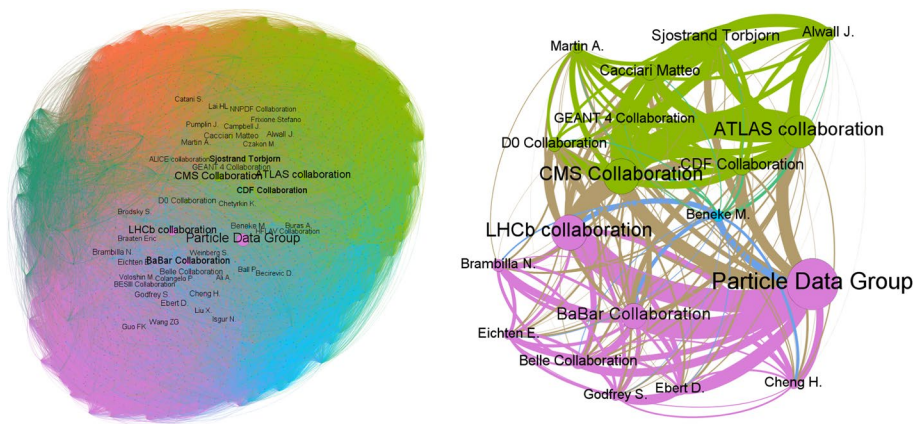 Catani S.
Lai HL
NNPDF Collaboration
Frixione Stefano
Pumplin J.
Campbell J.
Cacciari Matteo
Alwall J.
Martin A.
Czakon M.
ALICE collaboration
Sjostrand Torbjorn
GEANT 4 Collaboration
CMS Collaboration
ATLAS collaboration
CDF Collaboration
D0 Collaboration
Chetyrkin K.
Brodsky S.
LHCb collaboration
Beneke M.
Buras A.
HFLAV Collaboration
Braaten Eric
Particle Data Group
Brambilla N
Weinberg S.
Eichten E.
BaBar Collaboration
Belle Collaboration
Ball P.
Becirevic D.
Voloshin M.
Colangelo P.
Ali A.
BESIII Collaboration
Godfrey S.
Cheng H.
Ebert D.
Liu X.
Guo FK
Wang ZG
Isgur N
Martin A.
Sjostrand Torbjorn
Alwall J.
Cacciari Matteo
GEANT 4 Collaboration
ATLAS collaboration
D0 Collaboration
CMS Collaboration
CDF Collaboration
Beneke M.
LHCb collaboration
Brambilla N.
Particle Data Group
BaBar Collaboration
Eichten E.
Belle Collaboration
Godfrey S.
Ebert D.
Cheng H.